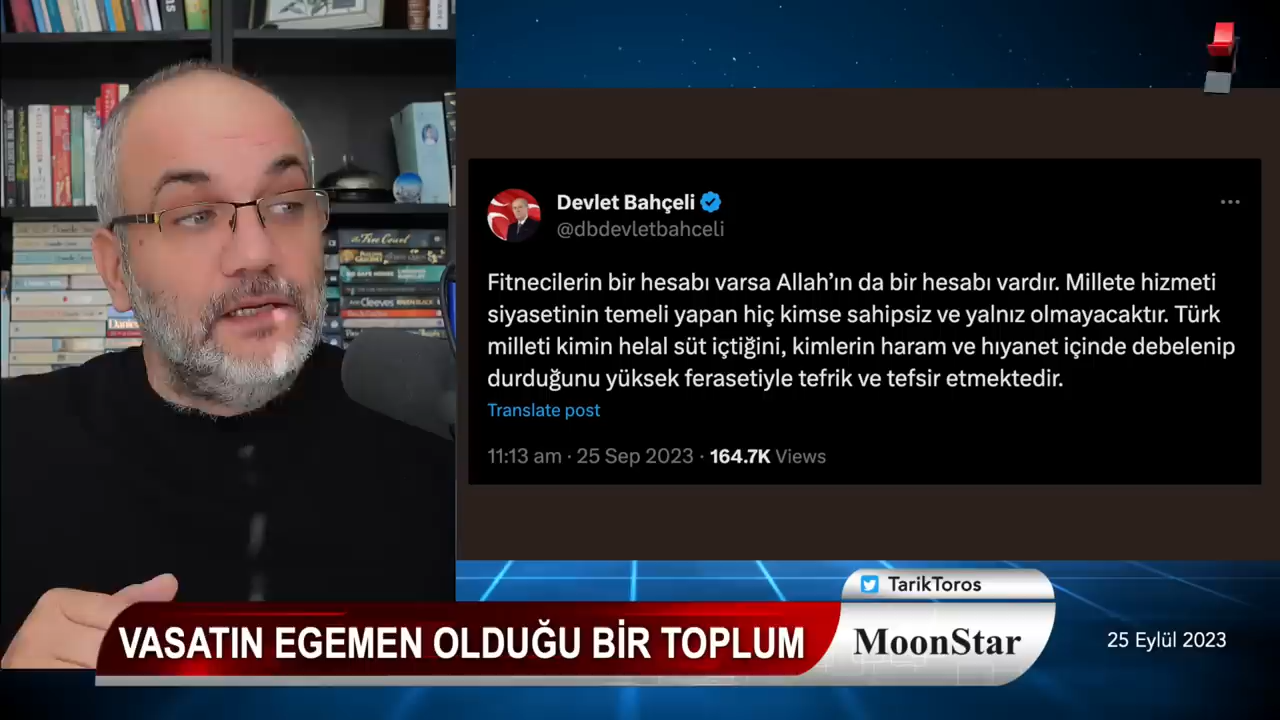 Devlet Bahçeli
@dbdevletbahceli
Fitnecilerin bir hesabı varsa Allah’ın da bir hesabı vardır. Millete hizmeti
siyasetinin temeli yapan hiç kimse sahipsiz ve yalnız olmayacaktır. Türk
milleti kimin helal süt içtiğini, kimlerin haram ve hıyanet içinde debelenip
durduğunu yüksek ferasetiyle tefrik ve tefsir etmektedir.
Translate post
11:13 am · 25 Sep 2023 · 164.7K Views
TarikToros
VASATIN EGEMEN OLDUĞU BİR TOPLUM
MoonStar
25 Eylül 2023